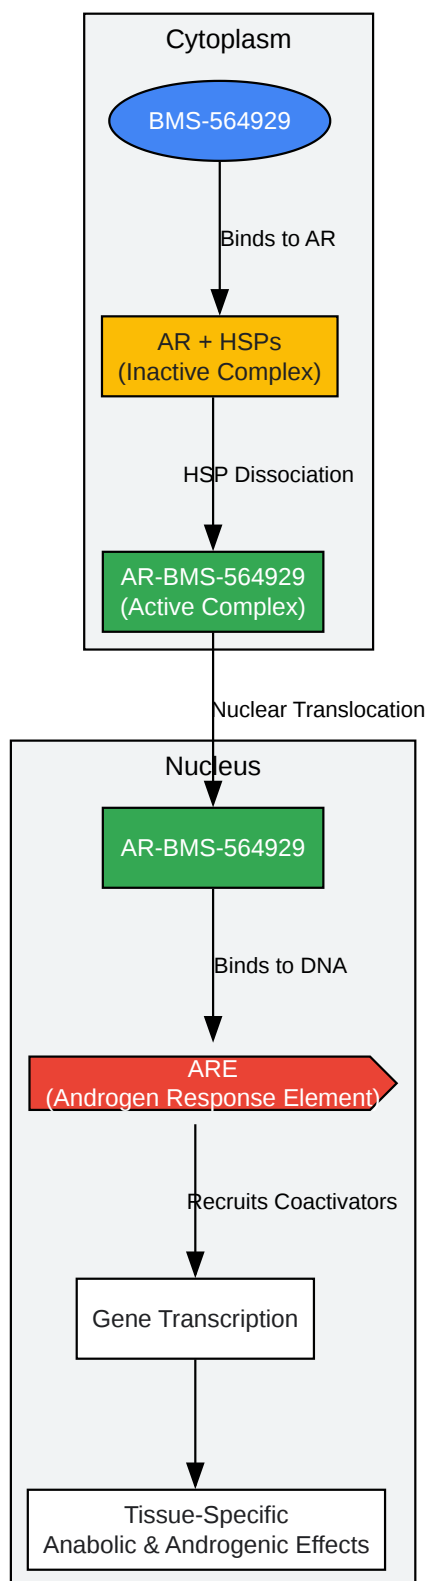 Cytoplasm
BMS-564929
Binds to AR
AR + HSPs
(Inactive Complex)
HSP Dissociation
AR-BMS-564929
(Active Complex)
Nuclear Translocation
Nucleus
AR-BMS-564929
Binds to DNA
ARE
(Androgen Response Element)
Recruits Coactivators
Gene Transcription
Tissue-Specific
Anabolic & Androgenic Effects